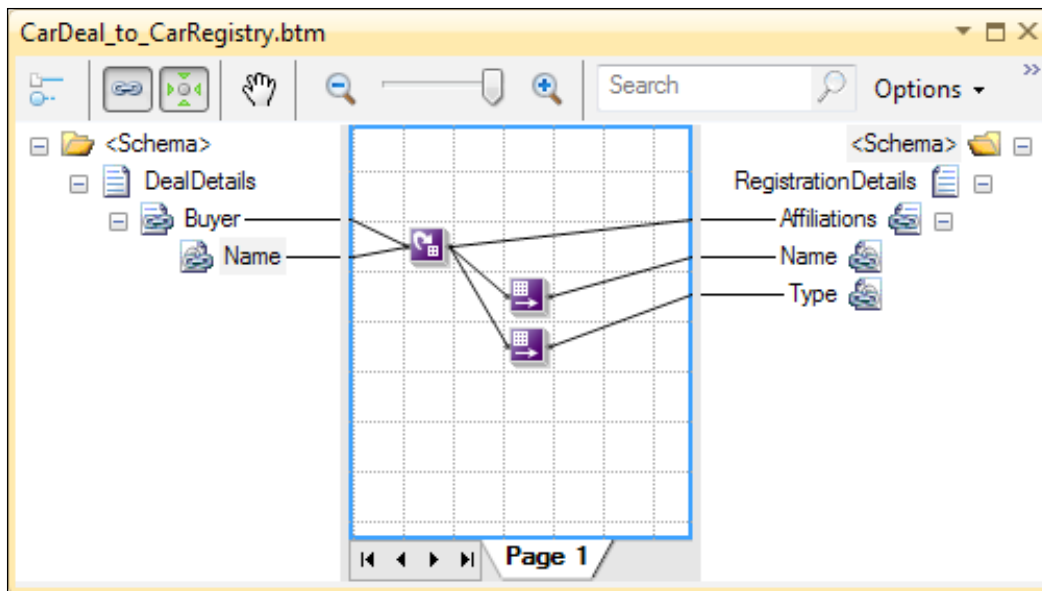 CarDeal_to_CarRegistry.btm
Search
Options
<Schema>
DealDetails
Buyer
Name
<Schema>
RegistrationDetails
Affiliations
Name
Type
Page 1